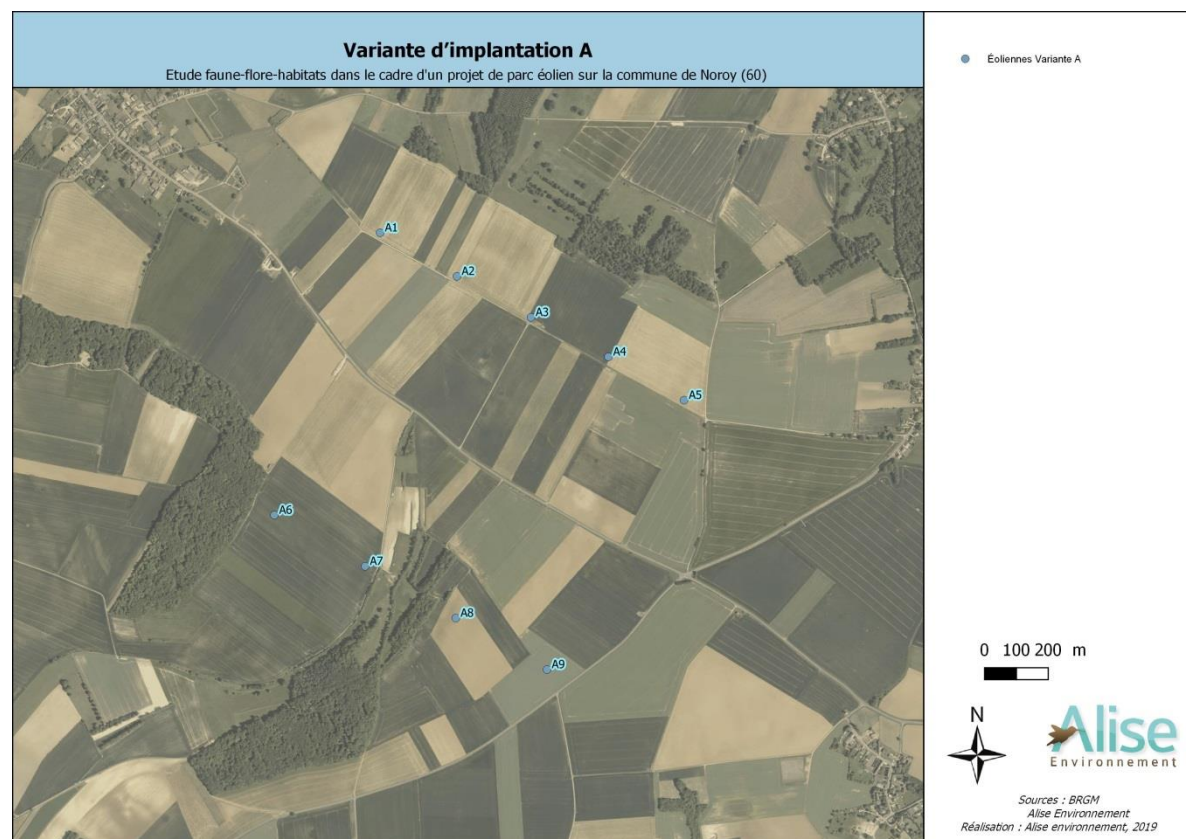 Variante d'implantation A
Etude faune-flore-habitats dans le cadre d'un projet de parc éolien sur la commune de Noroy (60)
Éoliennes Variante A
A1
A2
A3
A4
A5
A6
A7
A8
A9
0 100 200 m
N
Alise
Environnement
Sources : BRGM
Alise Environnement
Réalisation : Alise environnement, 2019